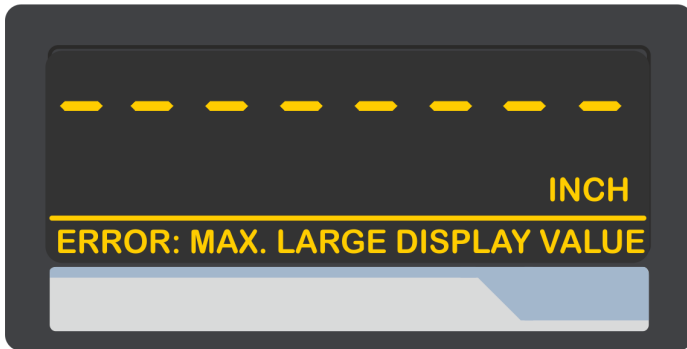 --------
INCH
ERROR: MAX. LARGE DISPLAY VALUE